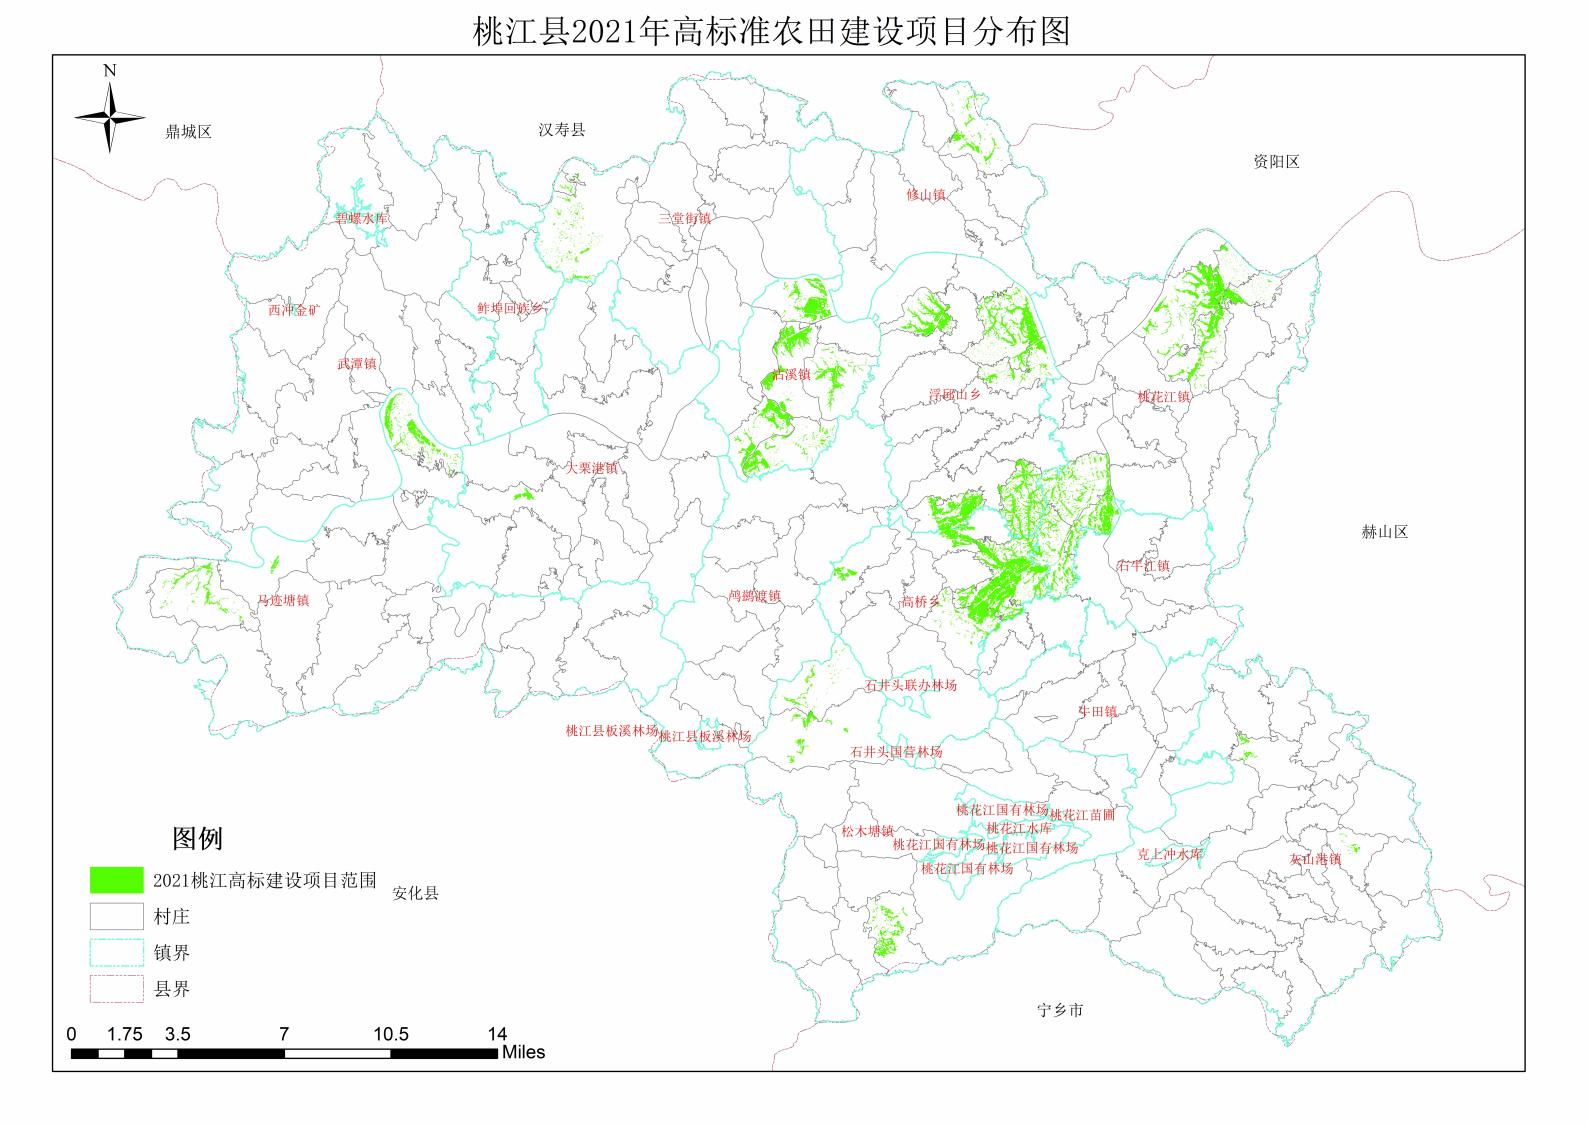 桃江县2021年高标准农田建设项目分布图
N
鼎城区
汉寿县
资阳区
修山镇
碧螺水库
三堂街镇
西冲金矿
鲊埠回族乡
武潭镇
沾溪镇
浮邱山乡
桃花江镇
大栗港镇
赫山区
石牛江镇
马迹塘镇
鸬鹚渡镇
高桥乡
石井头联办林场
牛田镇
桃江县板溪林场
桃江县板溪林场
石井头国营林场
桃花江国有林场
桃花江苗圃
松木塘镇
桃花江水库
桃花江国有林场
桃花江国有林场
克上冲水库
灰山港镇
桃花江国有林场
图例
2021桃江高标建设项目范围
安化县
村庄
镇界
县界
宁乡市
0 1.75 3.5 7 10.5 14
Miles